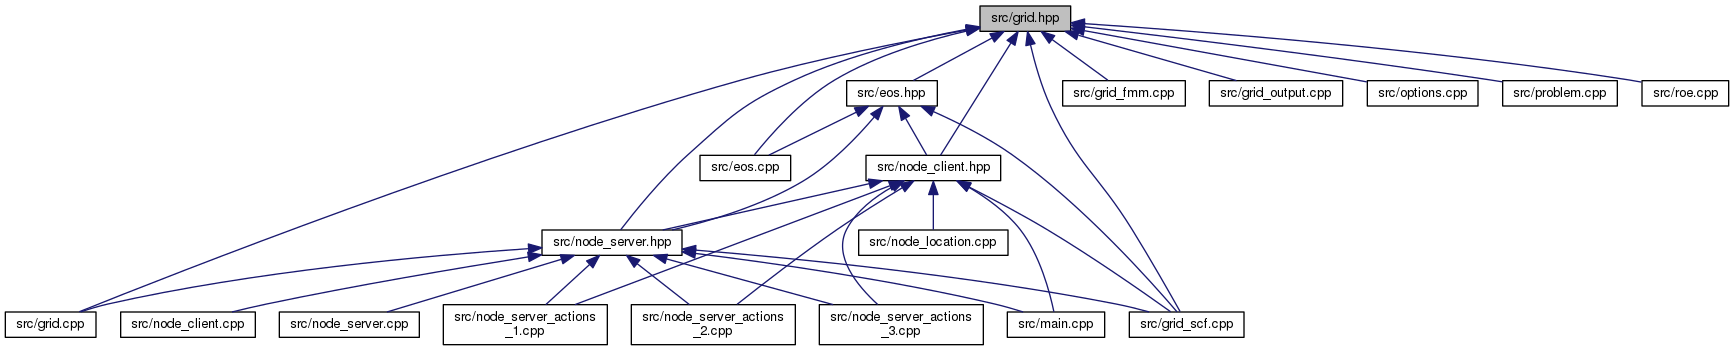 src/grid.hpp
src/eos.hpp
src/grid_fmm.cpp
src/grid_output.cpp
src/options.cpp
src/problem.cpp
src/roe.cpp
src/eos.cpp
src/node_client.hpp
src/node_server.hpp
src/node_location.cpp
src/grid.cpp
src/node_client.cpp
src/node_server.cpp
src/node_server_actions
_1.cpp
src/node_server_actions
_2.cpp
src/node_server_actions
_3.cpp
src/main.cpp
src/grid_scf.cpp